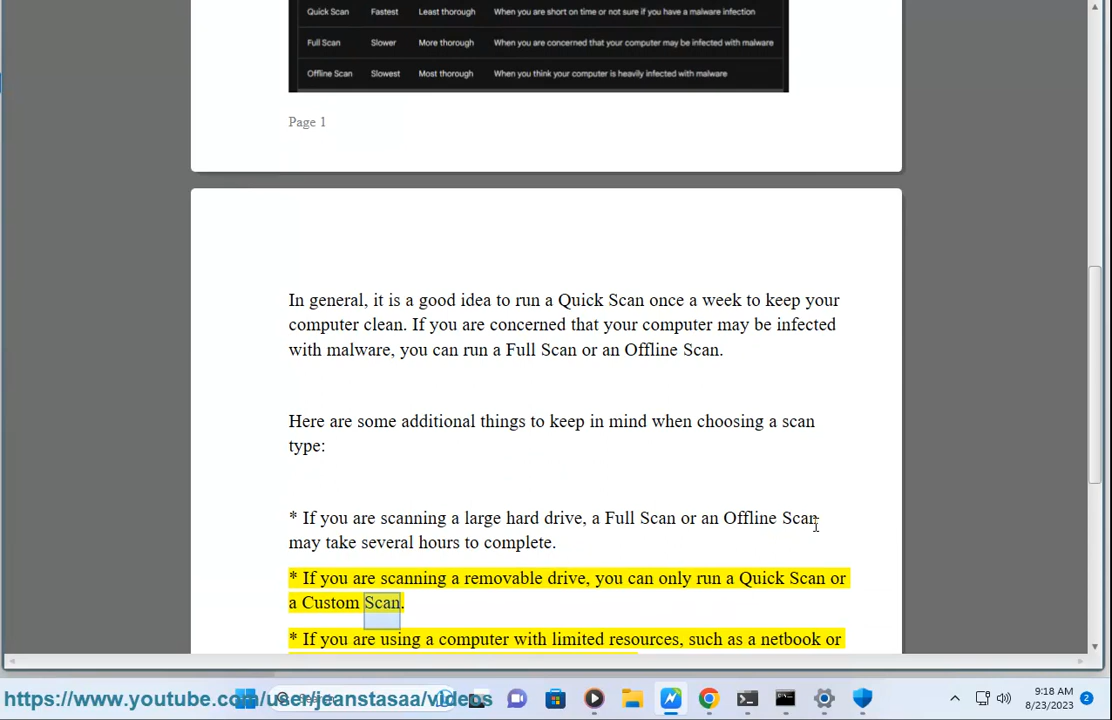 Quick Scan Fastest Least thorough When you are short on time or not sure if you have a malware infection
Full Scan Slower More thorough When you are concerned that your computer may be infected with malware
Offline Scan Slowest Most thorough When you think your computer is heavily infected with malware
Page 1
In general, it is a good idea to run a Quick Scan once a week to keep your
computer clean. If you are concerned that your computer may be infected
with malware, you can run a Full Scan or an Offline Scan.
Here are some additional things to keep in mind when choosing a scan
type:
* If you are scanning a large hard drive, a Full Scan or an Offline Scan
may take several hours to complete.
* If you are scanning a removable drive, you can only run a Quick Scan or
a Custom Scan.
* If you are using a computer with limited resources, such as a netbook or
https://www.youtube.com/user/jeanstasaa/videos
9:18 AM
8/23/2023
2